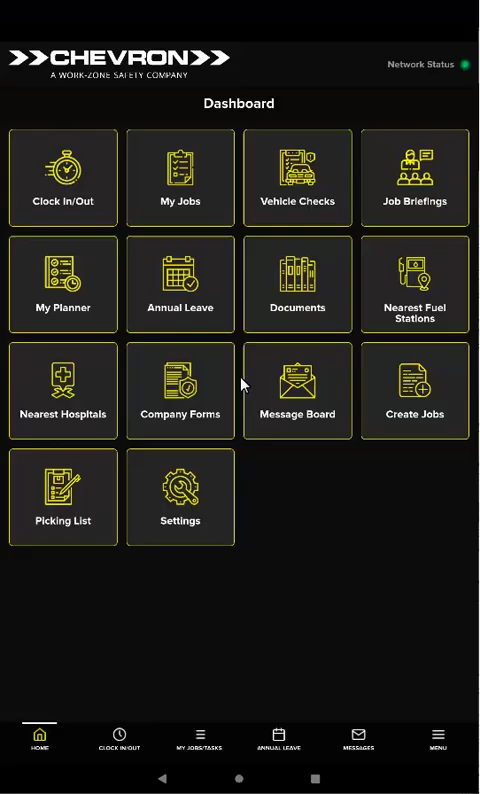 CHEVRON
A WORK-ZONE SAFETY COMPANY
Network Status
Dashboard
Clock In/Out
My Jobs
Vehicle Checks
Job Briefings
My Planner
Annual Leave
Documents
Nearest Fuel
Stations
Nearest Hospitals
Company Forms
Message Board
Create Jobs
Picking List
Settings
HOME
CLOCK IN/OUT
MY JOBS/TASKS
ANNUAL LEAVE
MESSAGES
MENU